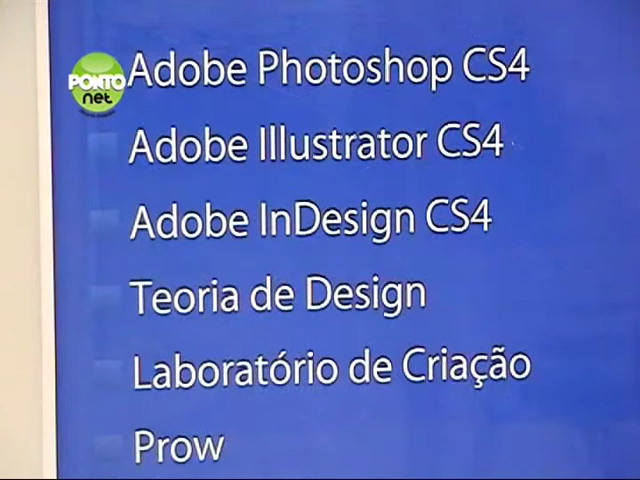 Adobe Photoshop CS4
PONTO
net
Adobe Illustrator CS4
Adobe InDesign CS4
Teoria de Design
Laboratório de Criação
Prow